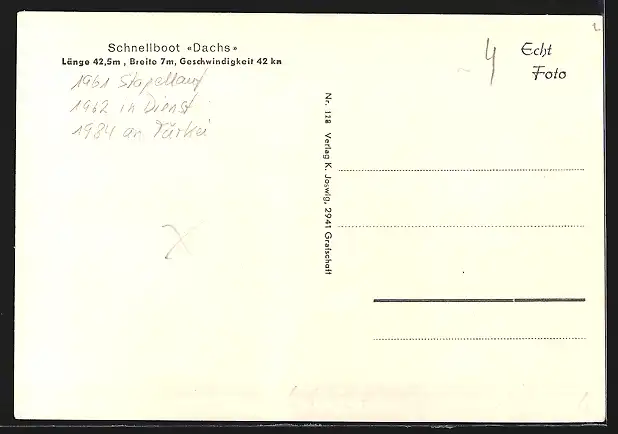 Schnellboot «Dachs»
Länge 42,5m , Breite 7m, Geschwindigkeit 42 kn
1961 Stapellauf
1962 in Dienst
1984 an Türkei
Nr. 128 Verlag K. Joswig, 2941 Grafschaft
4
Echt
Foto